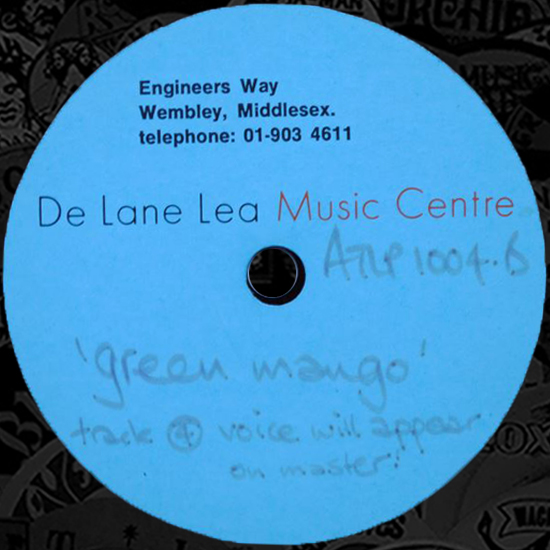 Engineers Way
Wembley, Middlesex.
telephone: 01-903 4611
De Lane Lea Music Centre
ATLP 1004.B
'green mango'
track ④ voice will appear
on master.